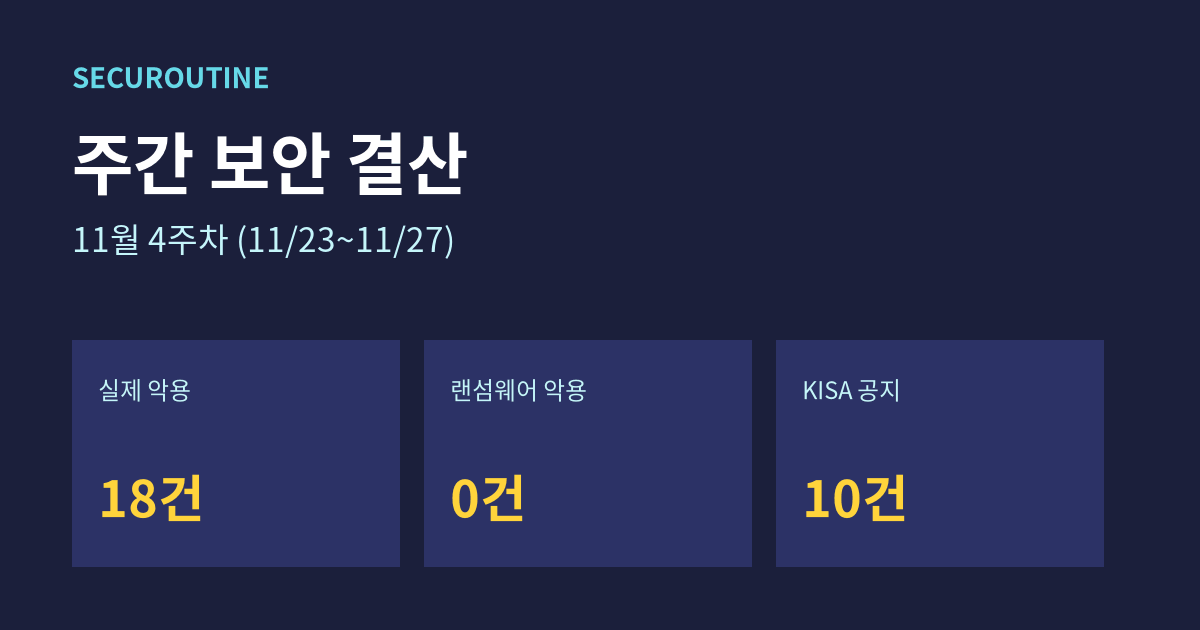 SECUROUTINE
주간 보안 결산
11월 4주차 (11/23~11/27)
실제 악용
18건
랜섬웨어 악용
0건
KISA 공지
10건